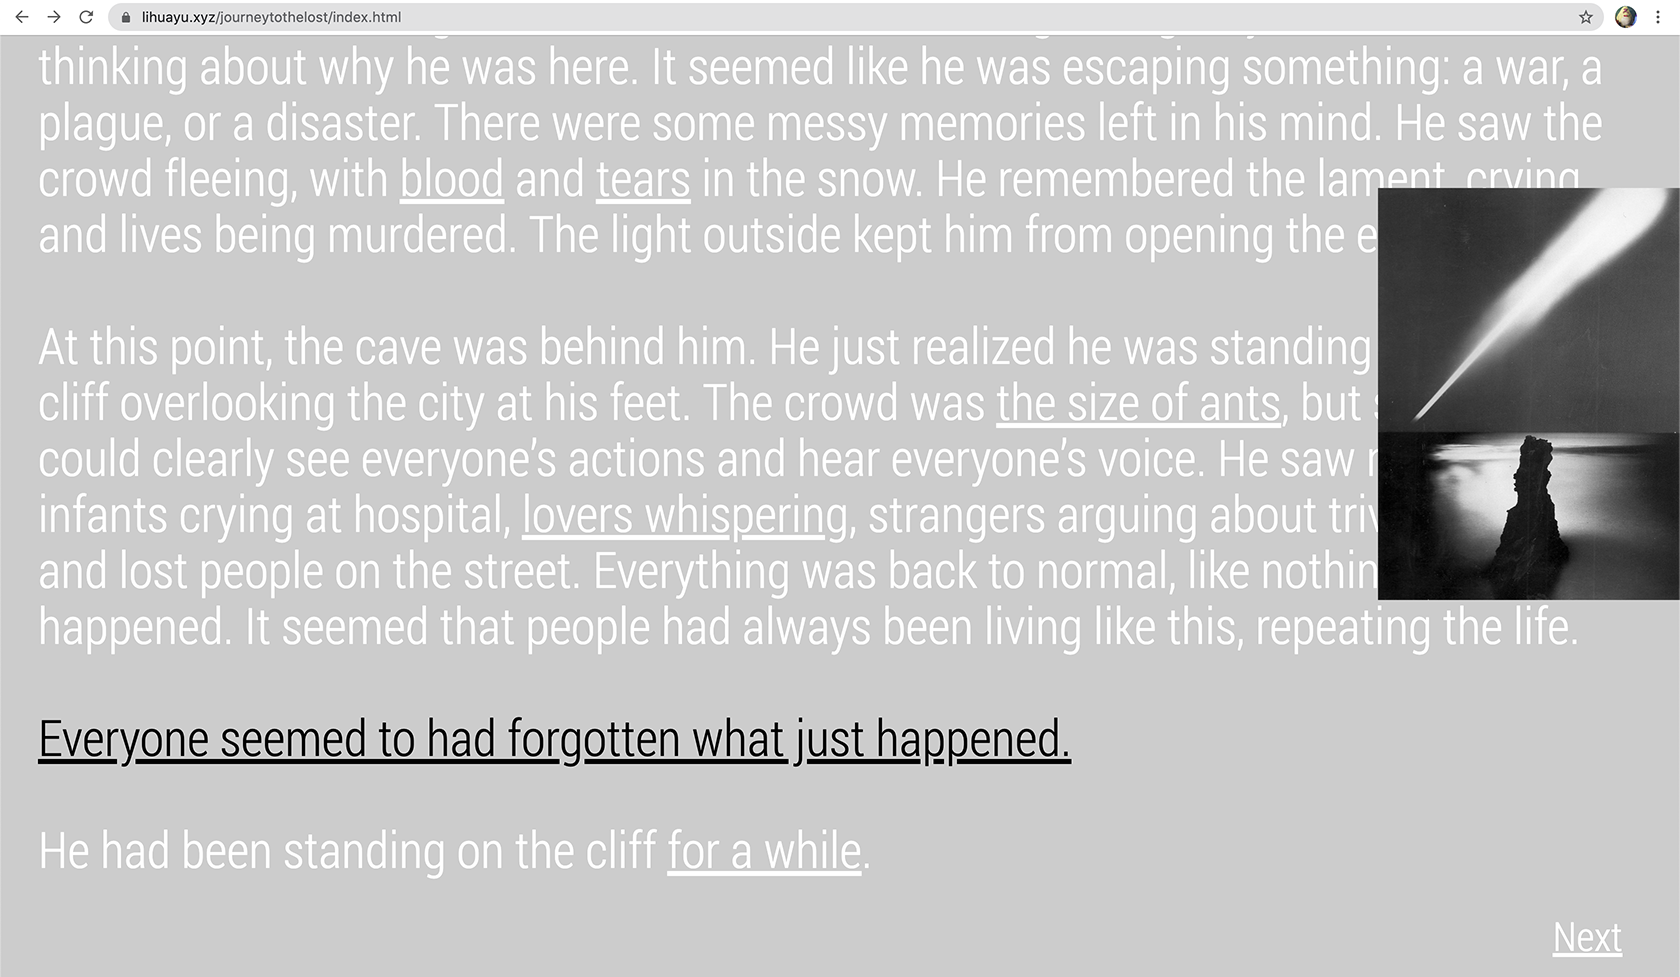 lihuayu.xyz/journeytothelost/index.html
thinking about why he was here. It seemed like he was escaping something: a war, a
plague, or a disaster. There were some messy memories left in his mind. He saw the
crowd fleeing, with blood and tears in the snow. He remembered the lament, crying
and lives being murdered. The light outside kept him from opening the
At this point, the cave was behind him. He just realized he was standing
cliff overlooking the city at his feet. The crowd was the size of ants, but
could clearly see everyone’s actions and hear everyone’s voice. He saw
infants crying at hospital, lovers whispering, strangers arguing about
and lost people on the street. Everything was back to normal, like
happened. It seemed that people had always been living like this, repeating the life.
Everyone seemed to had forgotten what just happened.
He had been standing on the cliff for a while.
Next